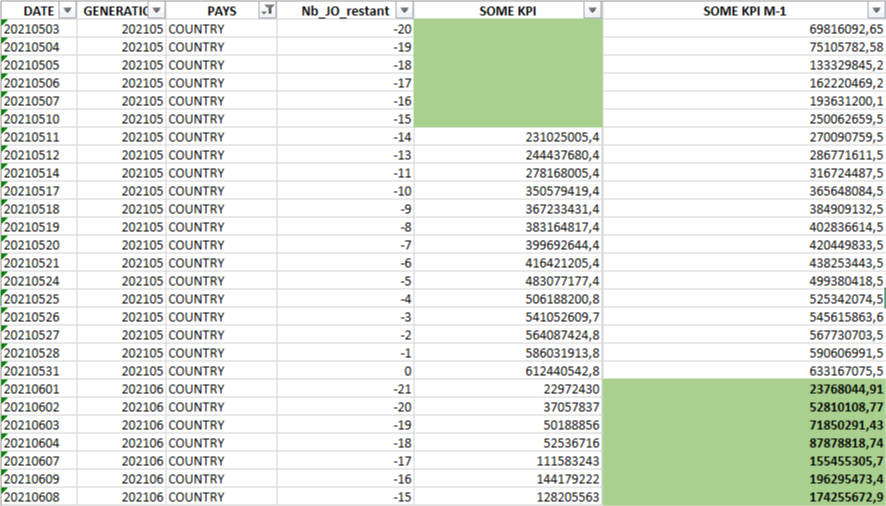 DATE GENERATIC PAYS Nb_JO_restant SOME KPI SOME KPI M-1
20210503 202105 COUNTRY -20 69816092,65
20210504 202105 COUNTRY -19 75105782,58
20210505 202105 COUNTRY -18 133329845,2
20210506 202105 COUNTRY -17 162220469,2
20210507 202105 COUNTRY -16 193631200,1
20210510 202105 COUNTRY -15 250062659,5
20210511 202105 COUNTRY -14 231025005,4 270090759,5
20210512 202105 COUNTRY -13 244437680,4 286771611,5
20210514 202105 COUNTRY -11 278168005,4 316724487,5
20210517 202105 COUNTRY -10 350579419,4 365648084,5
20210518 202105 COUNTRY -9 367233431,4 384909132,5
20210519 202105 COUNTRY -8 383164817,4 402836614,5
20210520 202105 COUNTRY -7 399692644,4 420449833,5
20210521 202105 COUNTRY -6 416421205,4 438253443,5
20210524 202105 COUNTRY -5 483077177,4 499380418,5
20210525 202105 COUNTRY -4 506188200,8 525342074,5
20210526 202105 COUNTRY -3 541052609,7 545615863,6
20210527 202105 COUNTRY -2 564087424,8 567730703,5
20210528 202105 COUNTRY -1 586031913,8 590606991,5
20210531 202105 COUNTRY 0 612440542,8 633167075,5
20210601 202106 COUNTRY -21 22972430 23768044,91
20210602 202106 COUNTRY -20 37057837 52810108,77
20210603 202106 COUNTRY -19 50188856 71850291,43
20210604 202106 COUNTRY -18 52536716 87878818,74
20210607 202106 COUNTRY -17 111583243 155455305,7
20210609 202106 COUNTRY -16 144179222 196295473,4
20210608 202106 COUNTRY -15 128205563 174255672,9